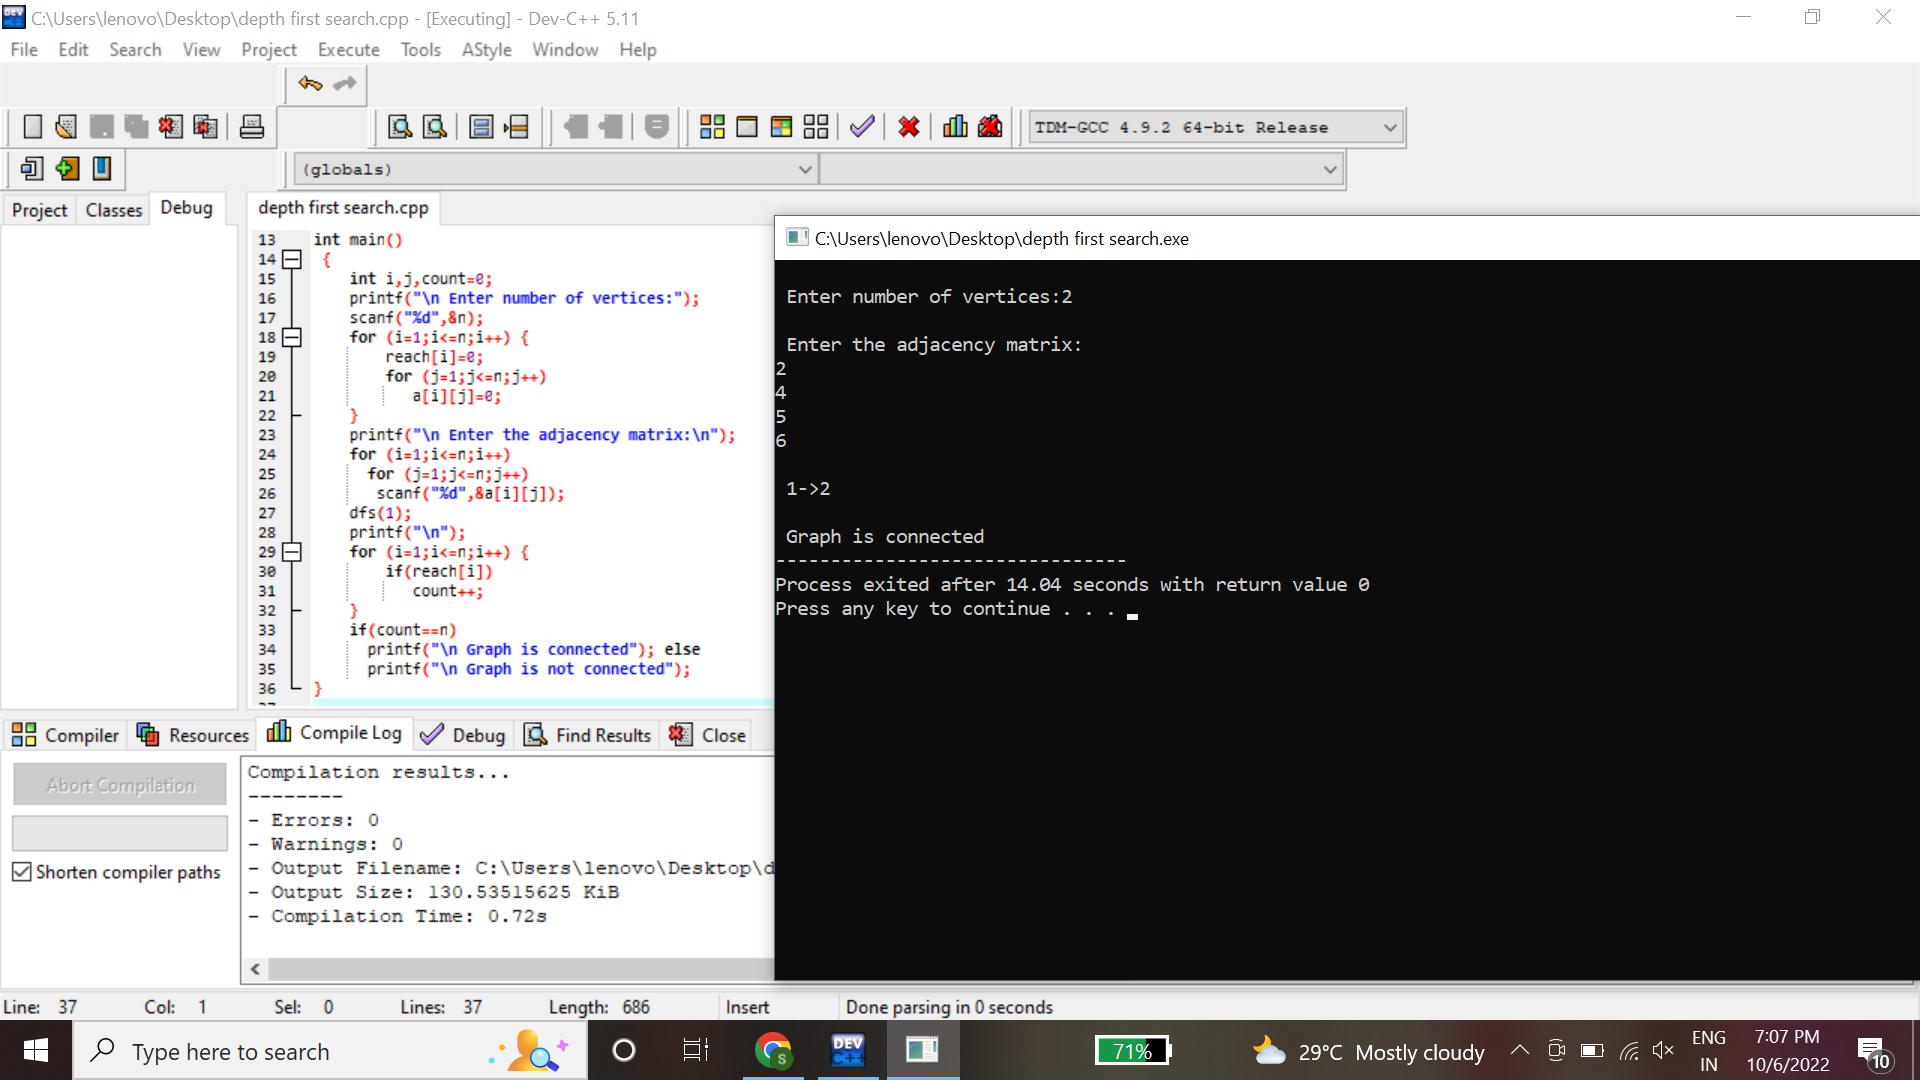 C:\Users\lenovo\Desktop\depth first search.cpp - [Executing] - Dev-C++ 5.11
File Edit Search View Project Execute Tools AStyle Window Help
TDM-GCC 4.9.2 64-bit Release
(globals)
Project Classes Debug
depth first search.cpp
13 int main()
14 {
15 int i,j,count=0;
16 printf("\n Enter number of vertices:");
17 scanf("%d",&n);
18 for (i=1;i<=n;i++) {
19 reach[i]=0;
20 for (j=1;j<=n;j++)
21 a[i][j]=0;
22 }
23 printf("\n Enter the adjacency matrix:\n");
24 for (i=1;i<=n;i++)
25 for (j=1;j<=n;j++)
26 scanf("%d",&a[i][j]);
27 dfs(1);
28 printf("\n");
29 for (i=1;i<=n;i++) {
30 if(reach[i])
31 count++;
32 }
33 if(count==n)
34 printf("\n Graph is connected"); else
35 printf("\n Graph is not connected");
36 }
C:\Users\lenovo\Desktop\depth first search.exe
Enter number of vertices:2
Enter the adjacency matrix:
2
4
5
6
1->2
Graph is connected
--------------------------------
Process exited after 14.04 seconds with return value 0
Press any key to continue . . .
Compiler Resources Compile Log Debug Find Results Close
Abort Compilation
Shorten compiler paths
Compilation results...
--------
- Errors: 0
- Warnings: 0
- Output Filename: C:\Users\lenovo\Desktop\d
- Output Size: 130.53515625 KiB
- Compilation Time: 0.72s
Line: 37 Col: 1 Sel: 0 Lines: 37 Length: 686 Insert Done parsing in 0 seconds
Type here to search
DEV C++
71%
29°C Mostly cloudy
ENG
IN
7:07 PM
10/6/2022
10